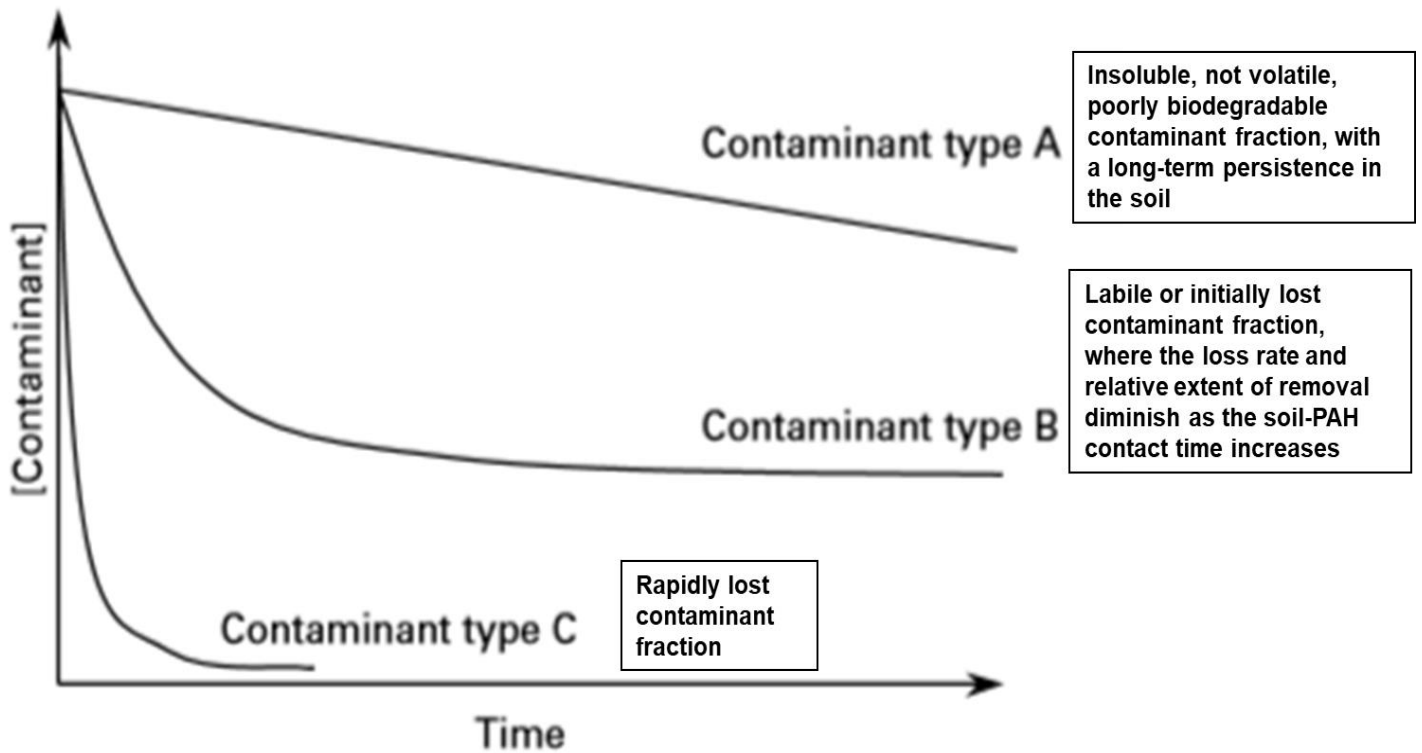 Insoluble, not volatile,
poorly biodegradable
contaminant fraction, with
a long-term persistence in
the soil
Contaminant type A
[Contaminant]
Labile or initially lost
contaminant fraction,
where the loss rate and
relative extent of removal
diminish as the soil-PAH
contact time increases
Contaminant type B
Rapidly lost
contaminant
fraction
Contaminant type C
Time